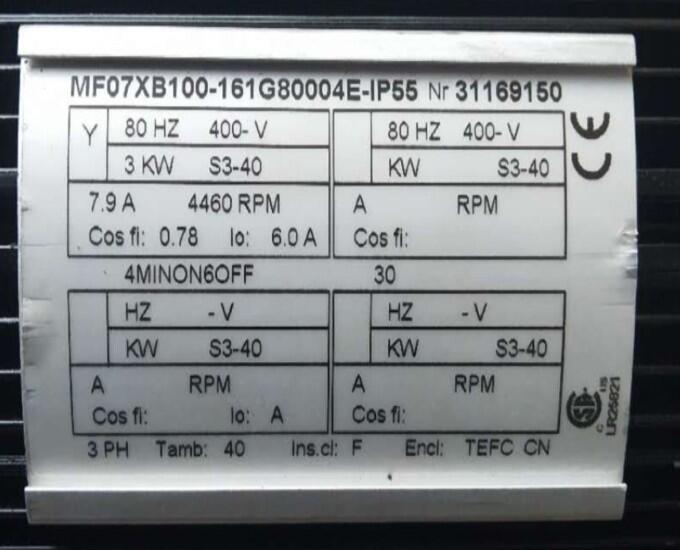 MF07XB100-161G80004E-IP55 Nr 31169150
Y 80 HZ 400- V 80 HZ 400- V
3 KW S3-40 KW S3-40
7.9 A 4460 RPM A RPM
Cos fi: 0.78 Io: 6.0 A Cos fi:
4MINON6OFF 30
HZ - V HZ - V
KW S3-40 KW S3-40
A RPM A RPM
Cos fi: Io: A Cos fi:
3 PH Tamb: 40 Ins.cl: F Encl: TEFC CN
CE
C US
LR25021